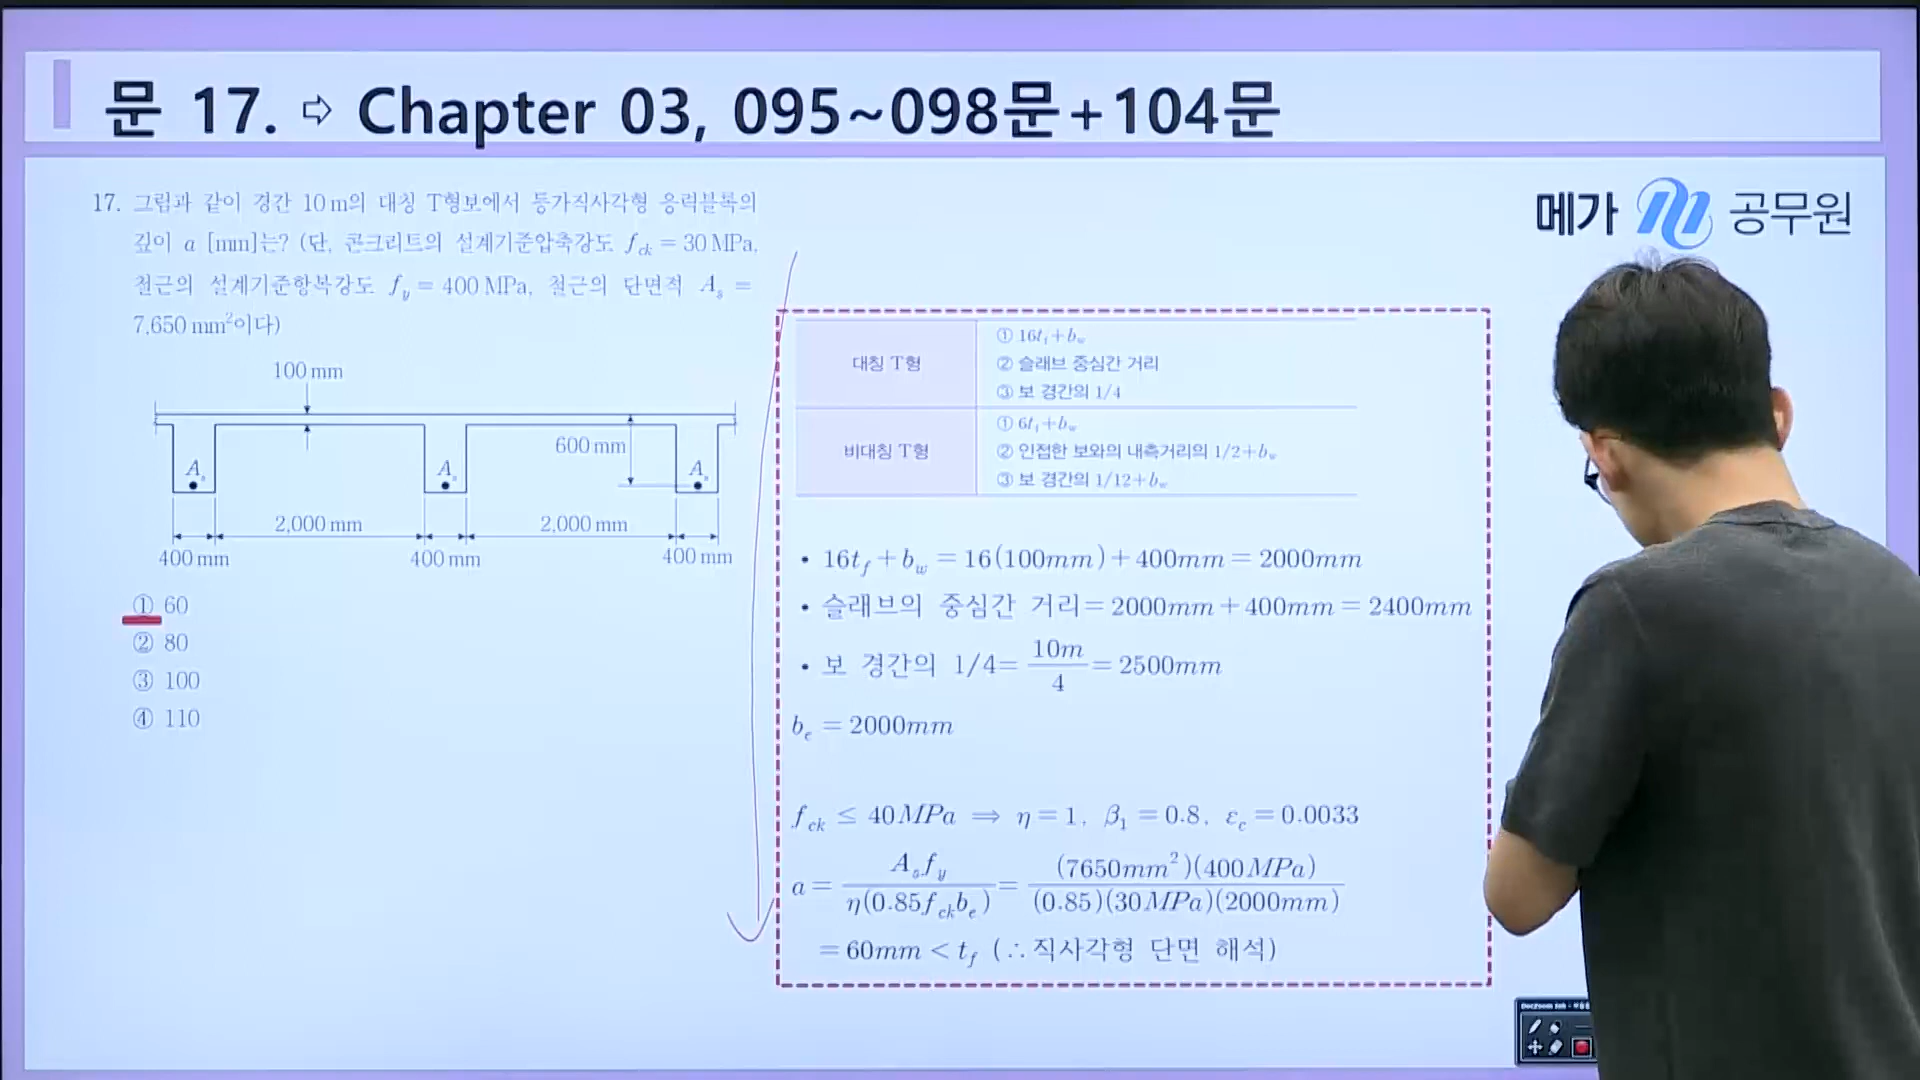 문 17. ⇨ Chapter 03, 095~098문+104문
메가 공무원
17. 그림과 같이 경간 10 m의 대칭 T형보에서 등가직사각형 응력블록의
깊이 a [mm]는? (단, 콘크리트의 설계기준압축강도 f_ck = 30 MPa,
철근의 설계기준항복강도 f_y = 400 MPa, 철근의 단면적 A_s =
7,650 mm²이다)
100 mm
600 mm
A_s A_s A_s
2,000 mm 2,000 mm
400 mm 400 mm 400 mm
① 60
② 80
③ 100
④ 110
대칭 T형
① 16t_f+b_w
② 슬래브 중심간 거리
③ 보 경간의 1/4
비대칭 T형
① 6t_f+b_w
② 인접한 보와의 내측거리의 1/2+b_w
③ 보 경간의 1/12+b_w
• 16t_f + b_w = 16(100mm)+400mm = 2000mm
• 슬래브의 중심간 거리= 2000mm+400mm = 2400mm
• 보 경간의 1/4= 10m/4 = 2500mm
b_e = 2000mm
f_ck ≤ 40MPa ⟹ η=1, β₁=0.8, ε_c=0.0033
a = A_s f_y / η(0.85f_ck b_e) = (7650mm²)(400MPa) / (0.85)(30MPa)(2000mm)
= 60mm < t_f (∴직사각형 단면 해석)